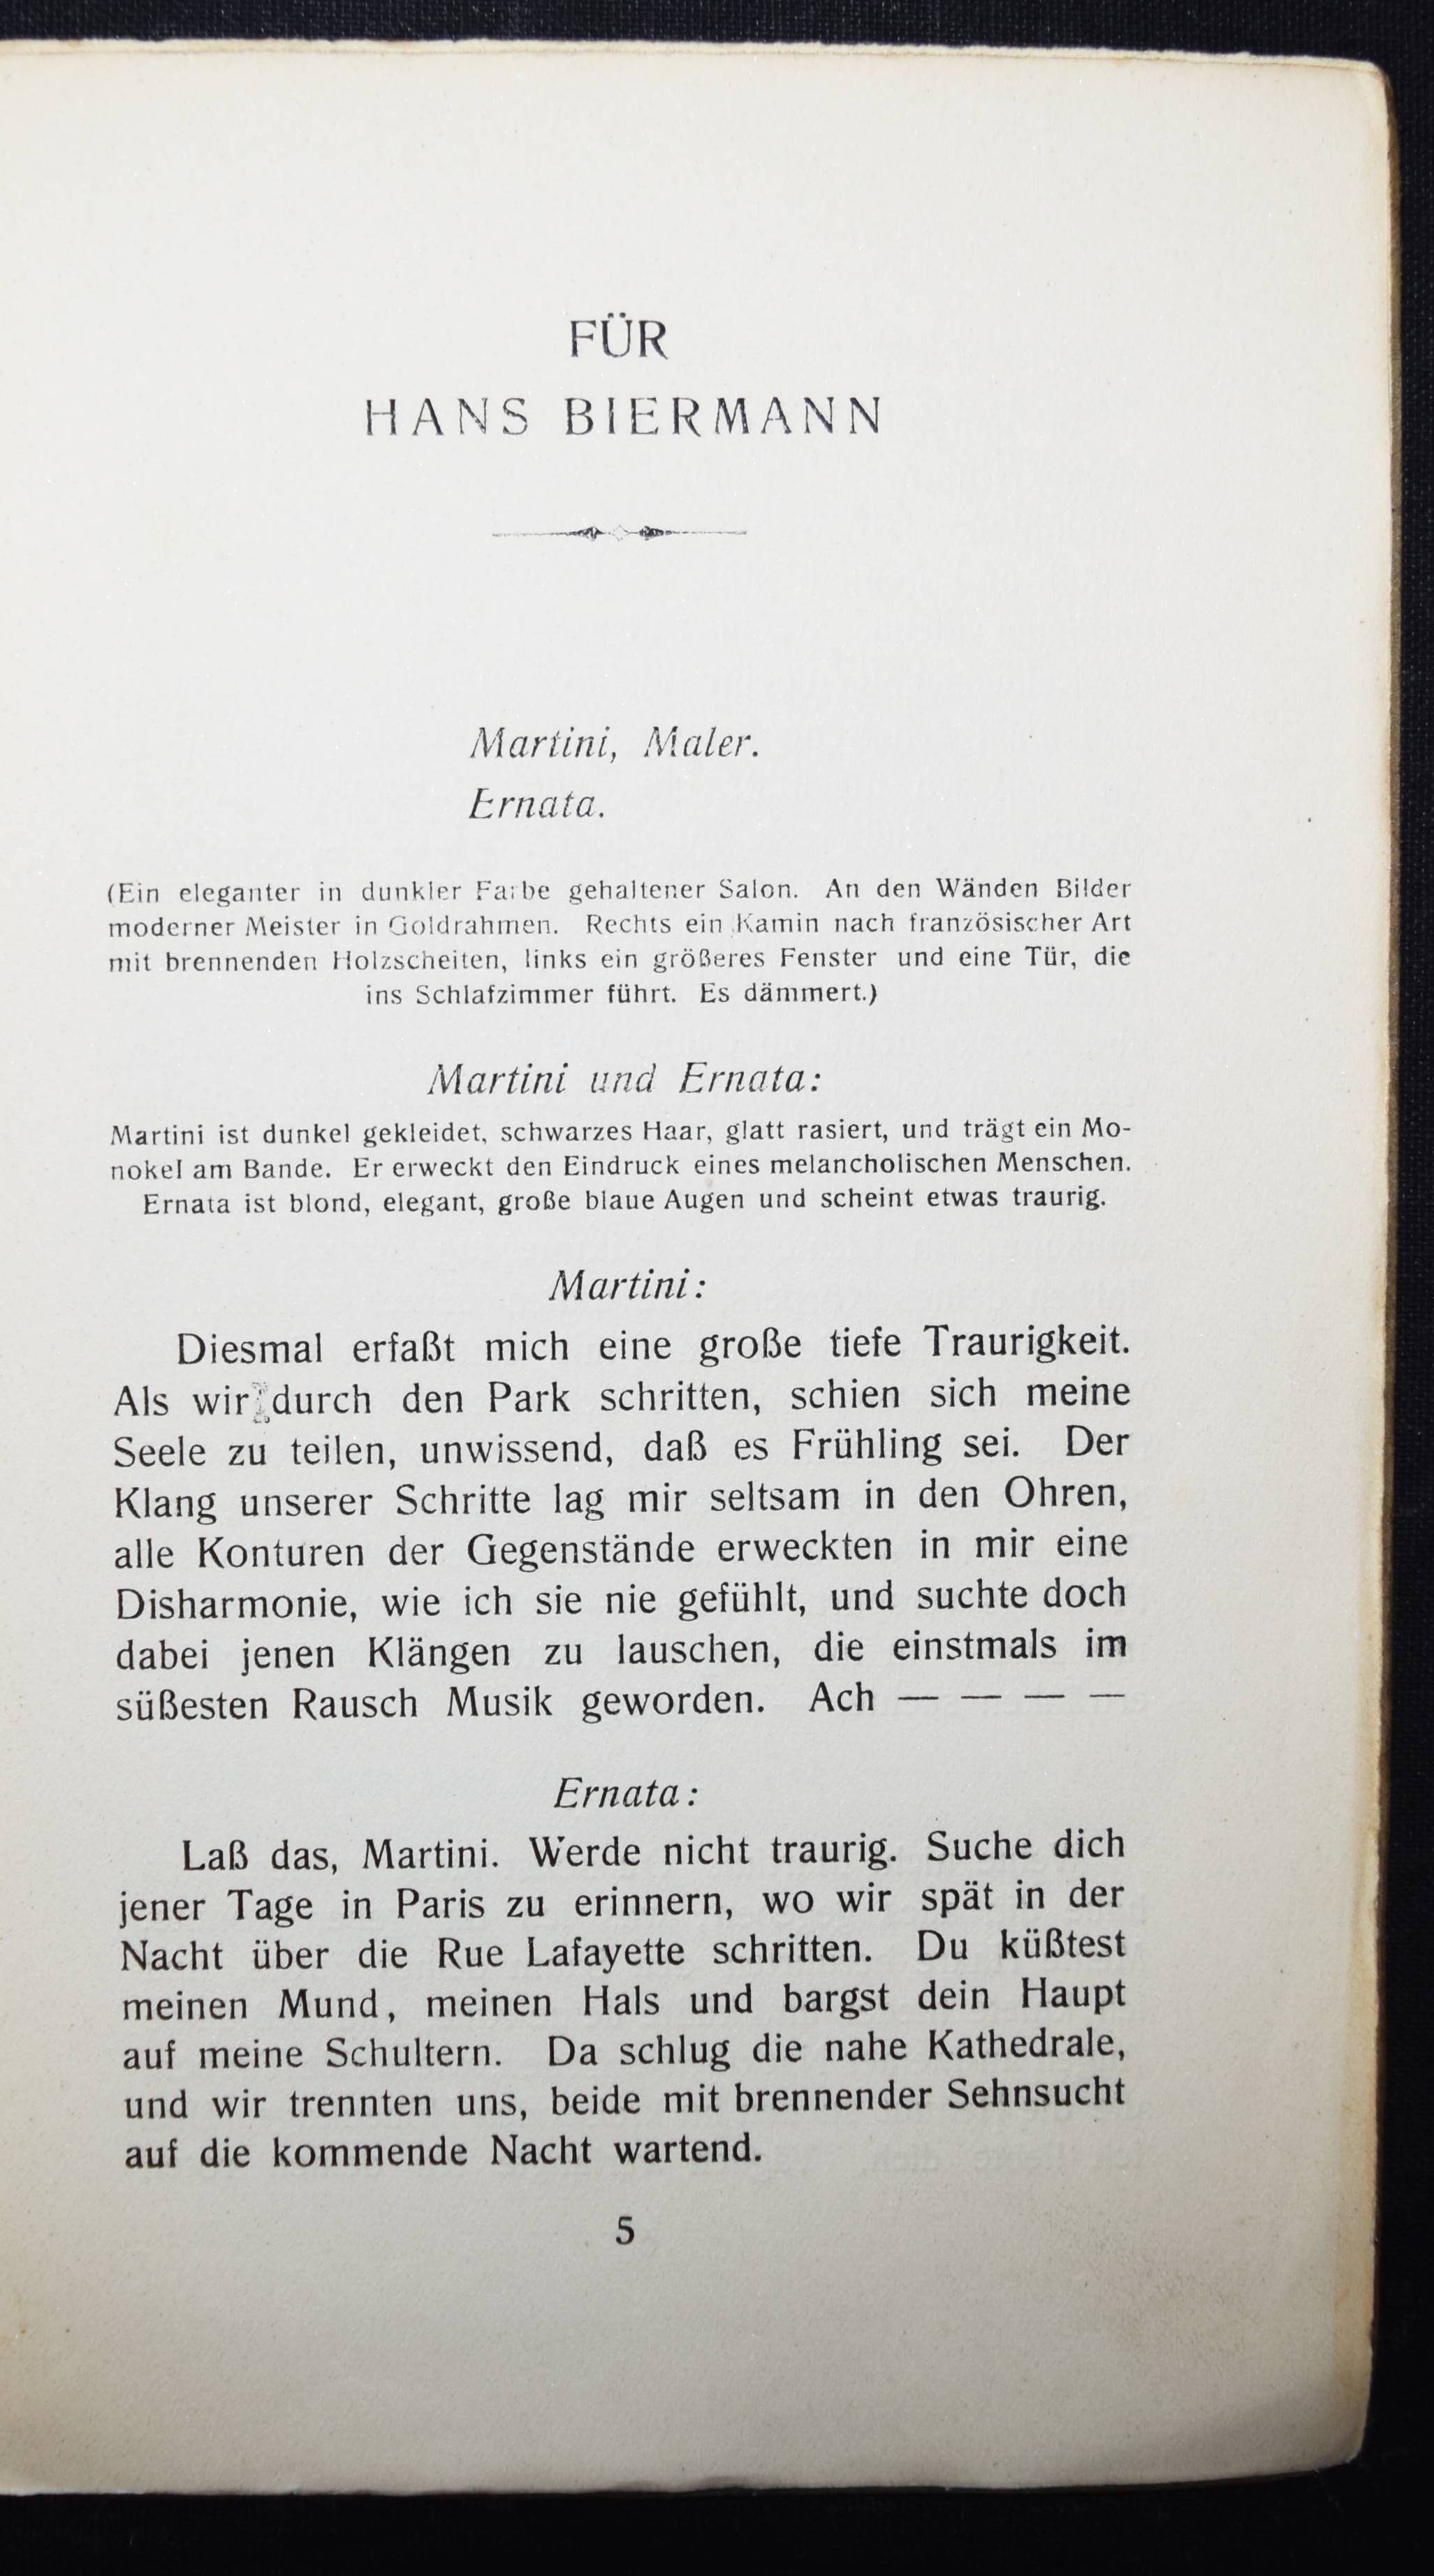 FÜR
HANS BIERMANN
Martini, Maler.
Ernata.
(Ein eleganter in dunkler Farbe gehaltener Salon. An den Wänden Bilder
moderner Meister in Goldrahmen. Rechts ein Kamin nach französischer Art
mit brennenden Holzscheiten, links ein größeres Fenster und eine Tür, die
ins Schlafzimmer führt. Es dämmert.)
Martini und Ernata:
Martini ist dunkel gekleidet, schwarzes Haar, glatt rasiert, und trägt ein Mo-
nokel am Bande. Er erweckt den Eindruck eines melancholischen Menschen.
Ernata ist blond, elegant, große blaue Augen und scheint etwas traurig.
Martini:
Diesmal erfaßt mich eine große tiefe Traurigkeit.
Als wir durch den Park schritten, schien sich meine
Seele zu teilen, unwissend, daß es Frühling sei. Der
Klang unserer Schritte lag mir seltsam in den Ohren,
alle Konturen der Gegenstände erweckten in mir eine
Disharmonie, wie ich sie nie gefühlt, und suchte doch
dabei jenen Klängen zu lauschen, die einstmals im
süßesten Rausch Musik geworden. Ach — — — —
Ernata:
Laß das, Martini. Werde nicht traurig. Suche dich
jener Tage in Paris zu erinnern, wo wir spät in der
Nacht über die Rue Lafayette schritten. Du küßtest
meinen Mund, meinen Hals und bargst dein Haupt
auf meine Schultern. Da schlug die nahe Kathedrale,
und wir trennten uns, beide mit brennender Sehnsucht
auf die kommende Nacht wartend.
5